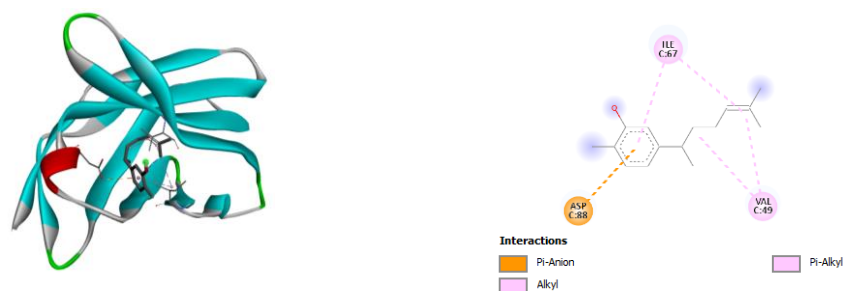 ILE
C:67
O
ASP
C:88
VAL
C:49
Interactions
Pi-Anion
Pi-Alkyl
Alkyl